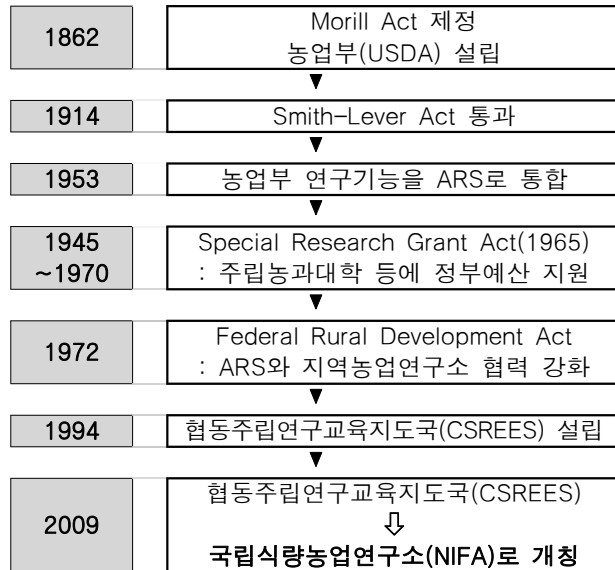 1862
Morill Act 제정
농업부(USDA) 설립
▼
1914
Smith-Lever Act 통과
▼
1953
농업부 연구기능을 ARS로 통합
▼
1945
~1970
Special Research Grant Act(1965)
: 주립농과대학 등에 정부예산 지원
▼
1972
Federal Rural Development Act
: ARS와 지역농업연구소 협력 강화
▼
1994
협동주립연구교육지도국(CSREES) 설립
▼
2009
협동주립연구교육지도국(CSREES)
⇩
국립식량농업연구소(NIFA)로 개칭